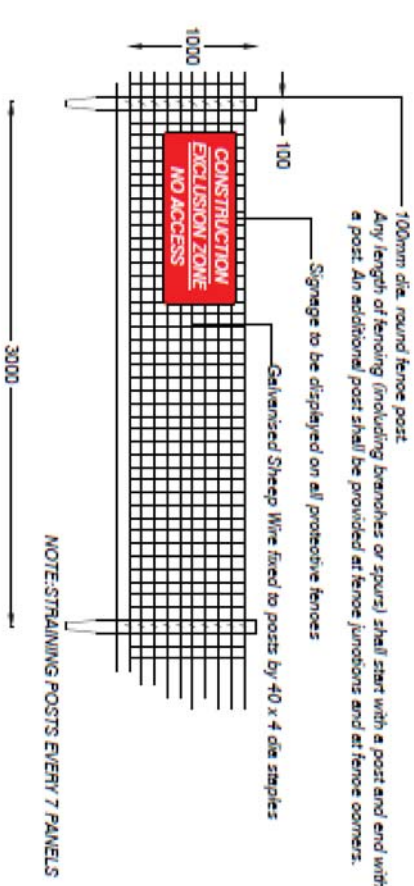 100mm dia. round fence post.
Any length of fencing (including branches or spurs) shall start with a post and end with
a post. An additional post shall be provided at fence junctions and at fence corners.
Signage to be displayed on all protective fences
Galvanised Sheep Wire fixed to posts by 40 x 4 dia staples
100
1000
CONSTRUCTION
EXCLUSION ZONE
NO ACCESS
3000
NOTE:STRAINING POSTS EVERY 7 PANELS